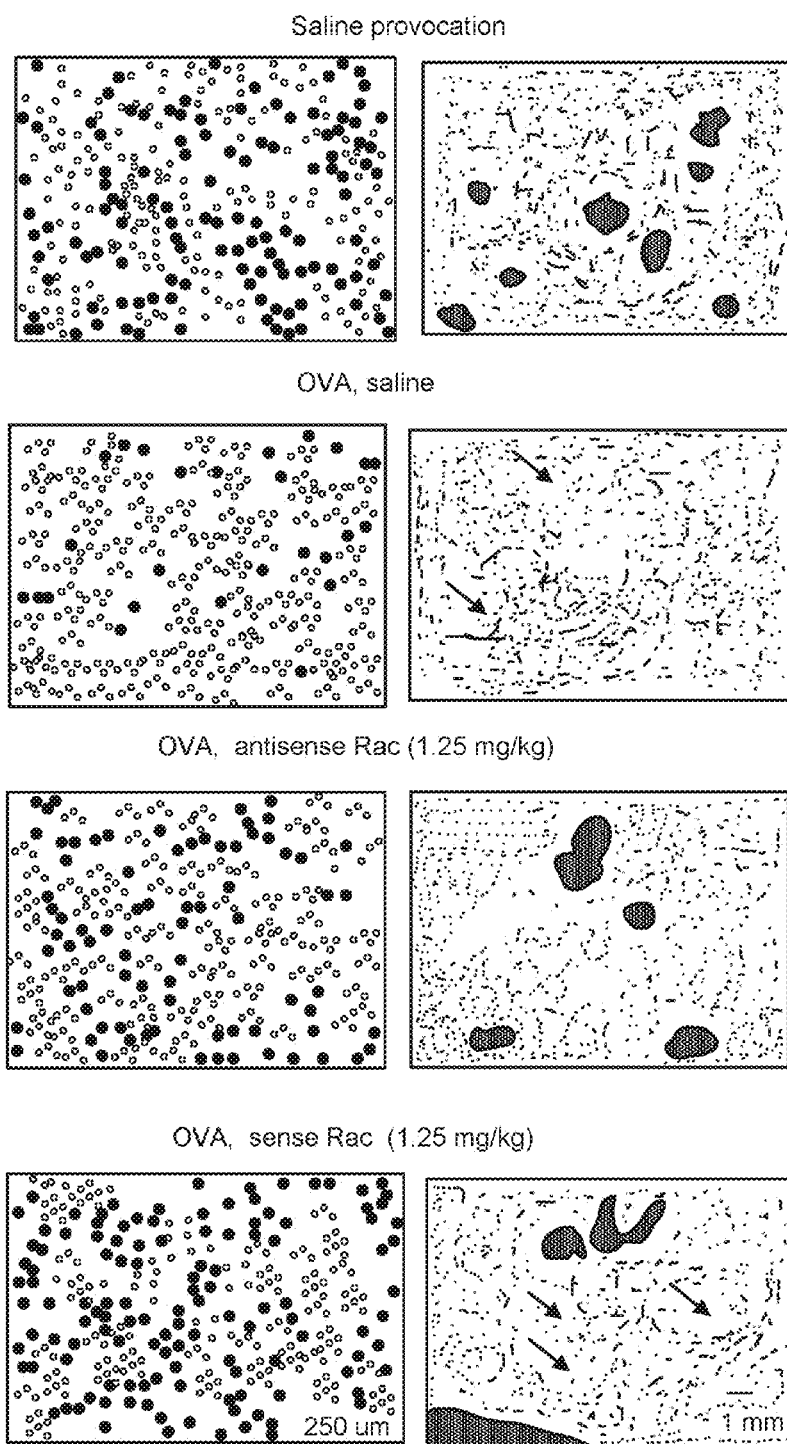 Saline provocation
OVA, saline
OVA, antisense Rac (1.25 mg/kg)
OVA, sense Rac (1.25 mg/kg)
250 um
1 mm